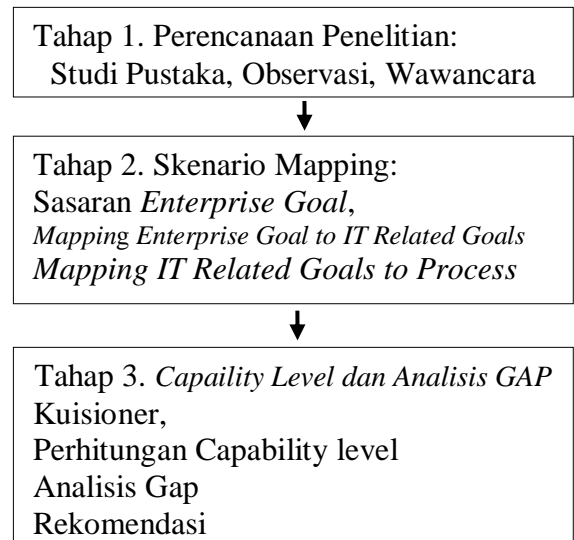 Tahap 1. Perencanaan Penelitian:
Studi Pustaka, Observasi, Wawancara
Tahap 2. Skenario Mapping:
Sasaran Enterprise Goal,
Mapping Enterprise Goal to IT Related Goals
Mapping IT Related Goals to Process
Tahap 3. Capaility Level dan Analisis GAP
Kuisioner,
Perhitungan Capability level
Analisis Gap
Rekomendasi